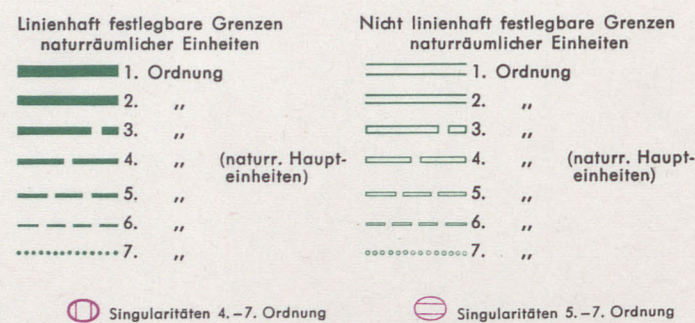 Linienhaft festlegbare Grenzen
naturräumlicher Einheiten
1. Ordnung
2. „
3. „
4. „ (naturr. Haupt-
einheiten)
5. „
6. „
7. „
Singularitäten 4.–7. Ordnung
Nicht linienhaft festlegbare Grenzen
naturräumlicher Einheiten
1. Ordnung
2. „
3. „
4. „ (naturr. Haupt-
einheiten)
5. „
6. „
7. „
Singularitäten 5.–7. Ordnung